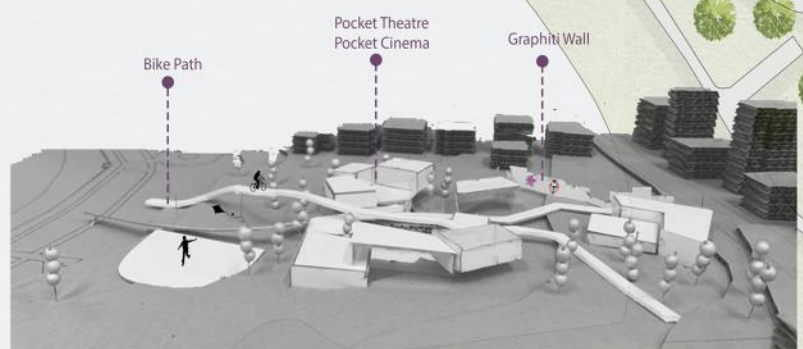 Bike Path
Pocket Theatre
Pocket Cinema
Graphiti Wall